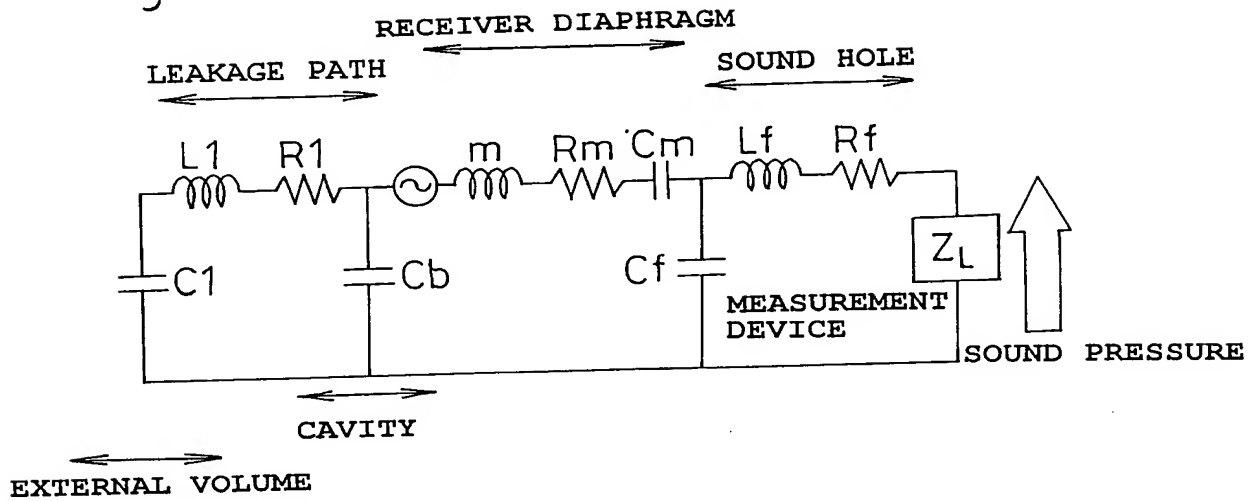 RECEIVER DIAPHRAGM
LEAKAGE PATH
SOUND HOLE
L1
R1
m
Rm
Cm
Lf
Rf
C1
Cb
Cf
ZL
MEASUREMENT
DEVICE
SOUND PRESSURE
CAVITY
EXTERNAL VOLUME